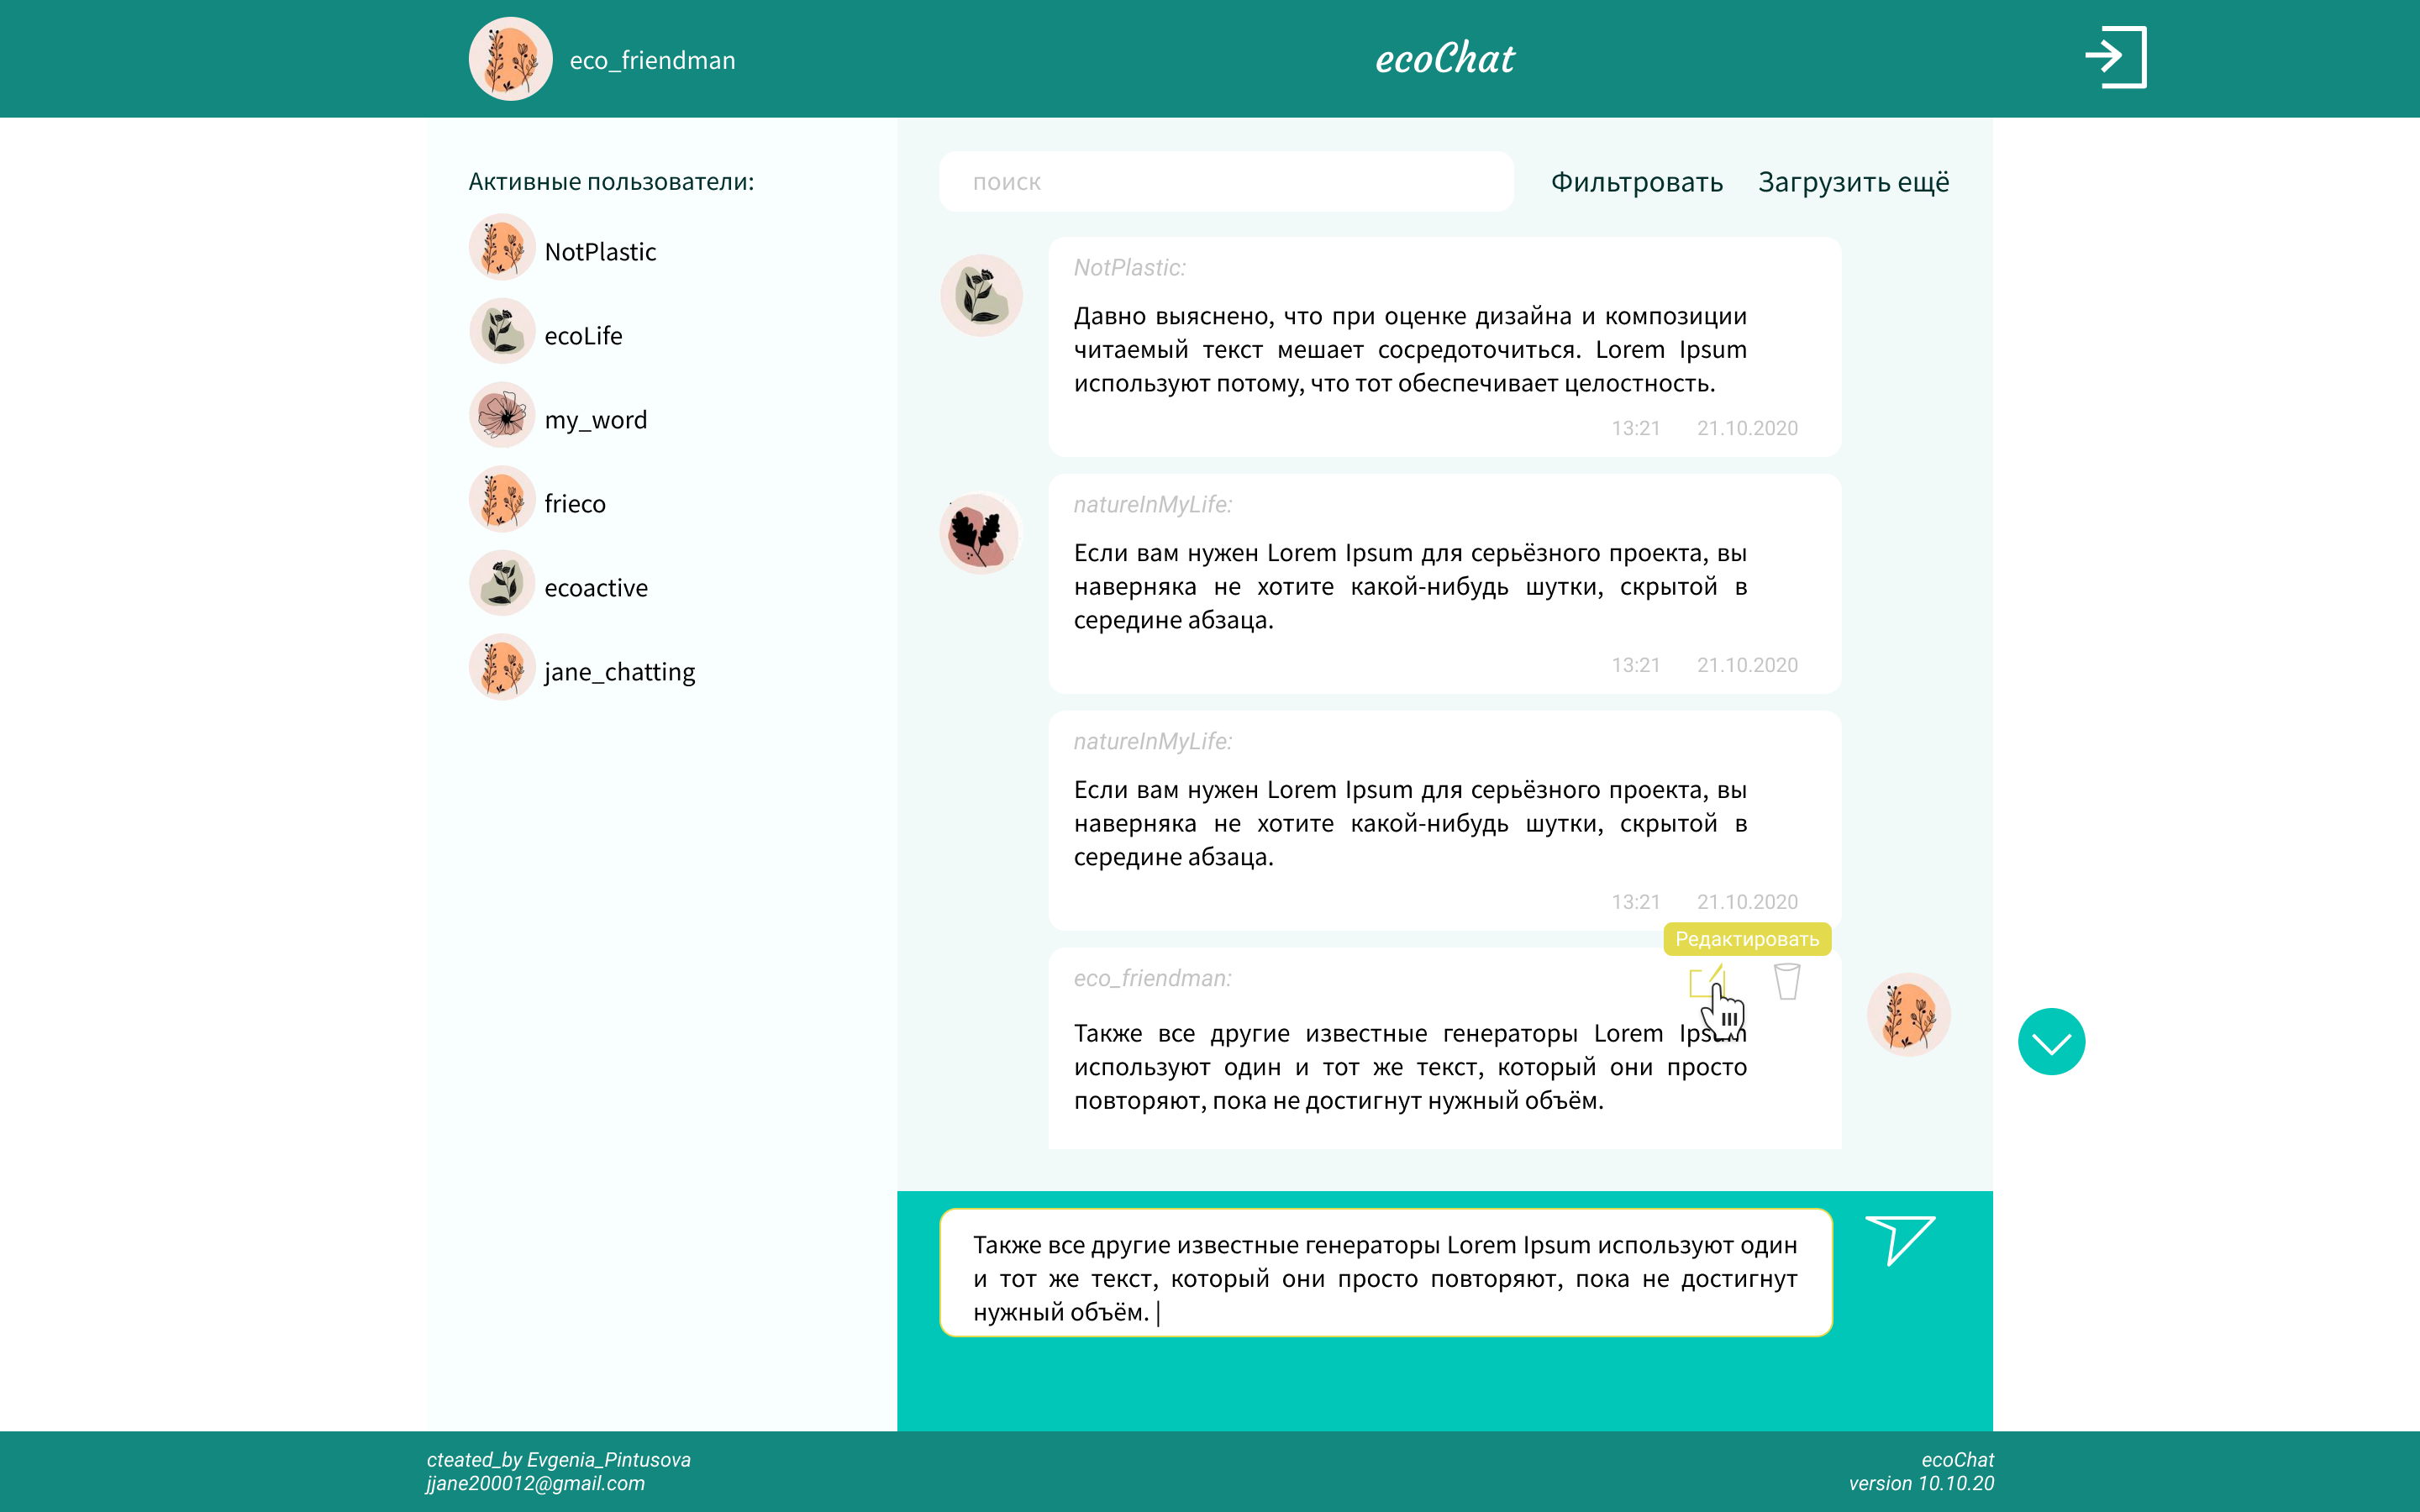 eco_friendman
ecoChat
Активные пользователи:
NotPlastic
ecoLife
my_word
frieco
ecoactive
jane_chatting
поиск
Фильтровать
Загрузить ещё
NotPlastic:
Давно выяснено, что при оценке дизайна и композиции
читаемый текст мешает сосредоточиться. Lorem Ipsum
используют потому, что тот обеспечивает целостность.
13:21 21.10.2020
natureInMyLife:
Если вам нужен Lorem Ipsum для серьёзного проекта, вы
наверняка не хотите какой-нибудь шутки, скрытой в
середине абзаца.
13:21 21.10.2020
natureInMyLife:
Если вам нужен Lorem Ipsum для серьёзного проекта, вы
наверняка не хотите какой-нибудь шутки, скрытой в
середине абзаца.
13:21 21.10.2020
Редактировать
eco_friendman:
Также все другие известные генераторы Lorem Ipsum
используют один и тот же текст, который они просто
повторяют, пока не достигнут нужный объём.
Также все другие известные генераторы Lorem Ipsum используют один
и тот же текст, который они просто повторяют, пока не достигнут
нужный объём.
cteated_by Evgenia_Pintusova
jjane200012@gmail.com
ecoChat
version 10.10.20